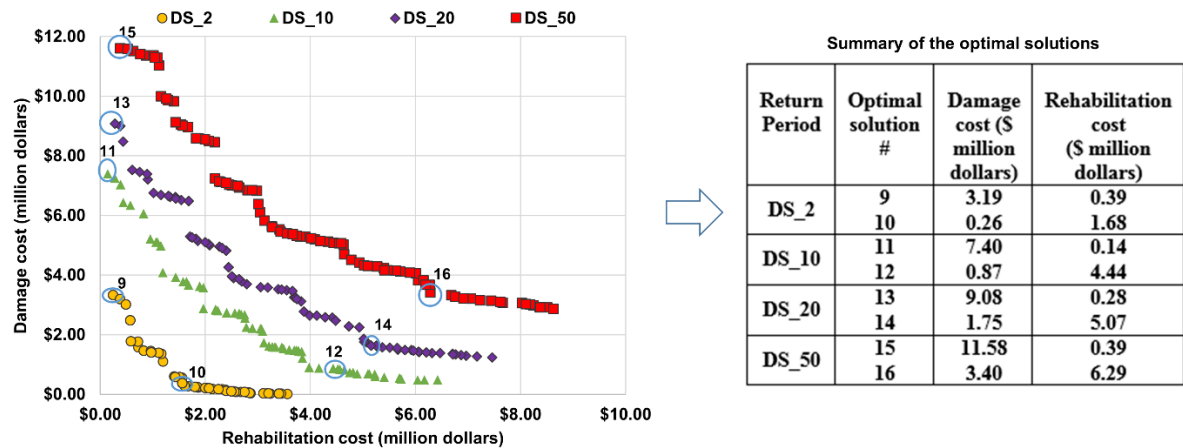 DS_2 DS_10 DS_20 DS_50
Damage cost (million dollars)
$12.00
$10.00
$8.00
$6.00
$4.00
$2.00
$0.00
15
13
11
9
16
14
12
10
$0.00 $2.00 $4.00 $6.00 $8.00 $10.00
Rehabilitation cost (million dollars)
Summary of the optimal solutions
Return Period
Optimal solution #
Damage cost ($ million dollars)
Rehabilitation cost ($ million dollars)
DS_2
9 3.19 0.39
10 0.26 1.68
DS_10
11 7.40 0.14
12 0.87 4.44
DS_20
13 9.08 0.28
14 1.75 5.07
DS_50
15 11.58 0.39
16 3.40 6.29